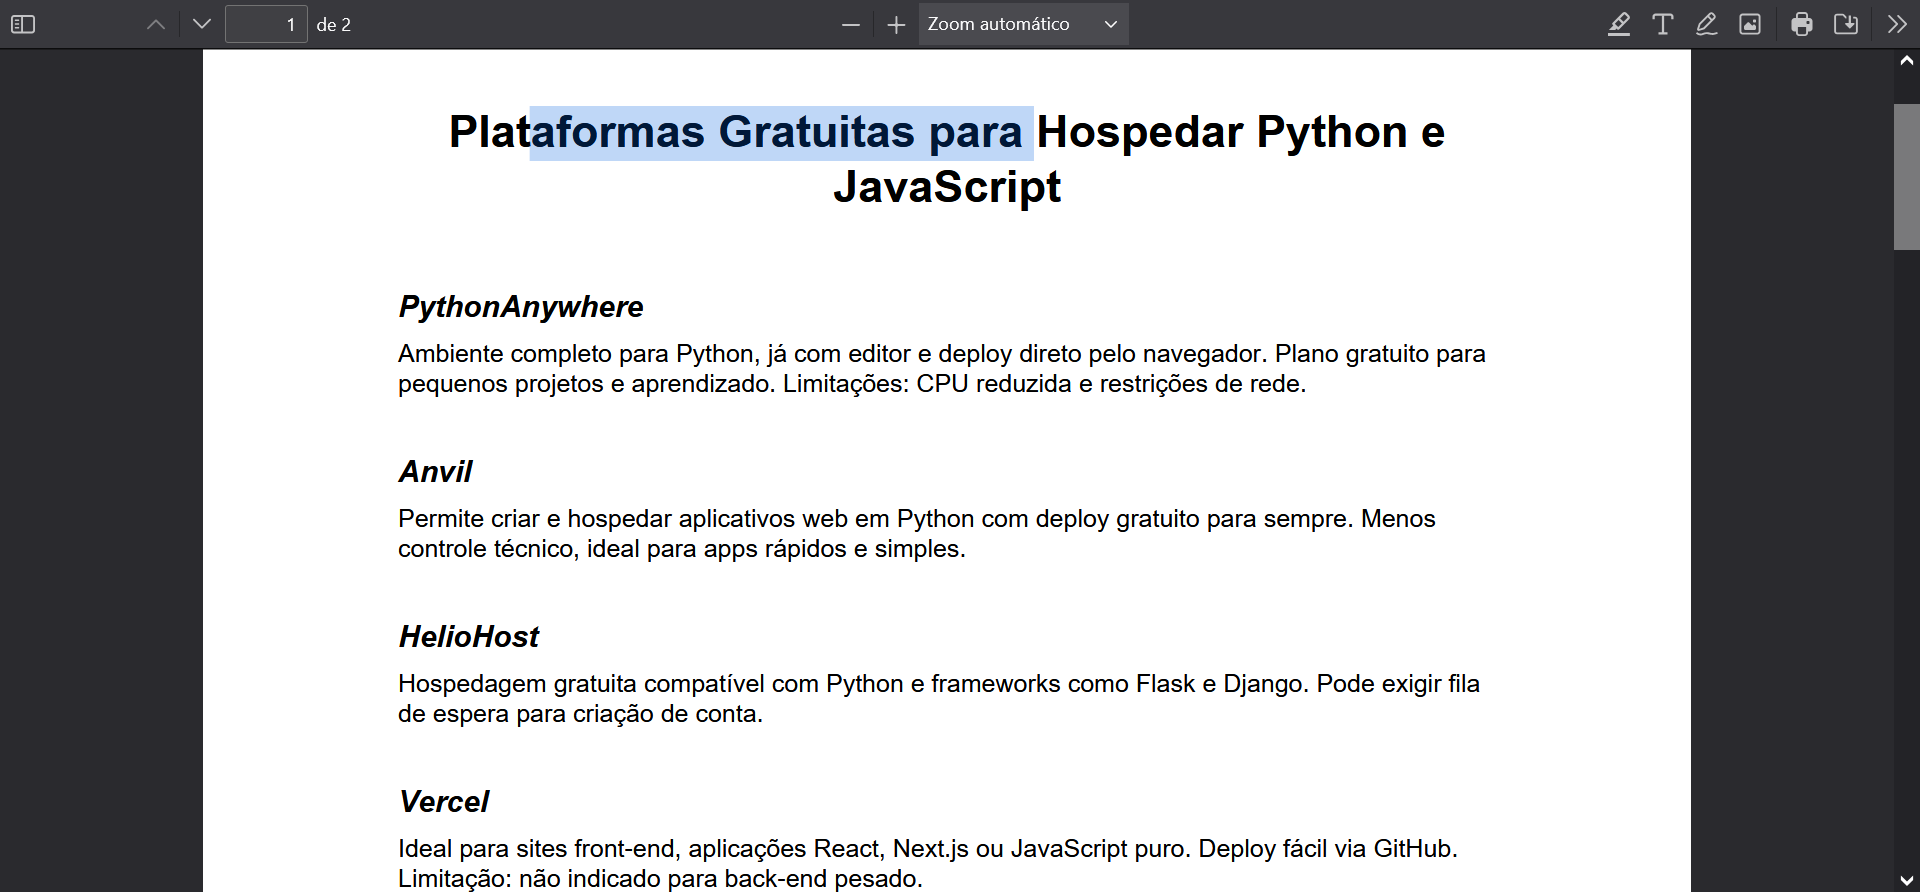 1 de 2 Zoom automático
Plataformas Gratuitas para Hospedar Python e
JavaScript
PythonAnywhere
Ambiente completo para Python, já com editor e deploy direto pelo navegador. Plano gratuito para
pequenos projetos e aprendizado. Limitações: CPU reduzida e restrições de rede.
Anvil
Permite criar e hospedar aplicativos web em Python com deploy gratuito para sempre. Menos
controle técnico, ideal para apps rápidos e simples.
HelioHost
Hospedagem gratuita compatível com Python e frameworks como Flask e Django. Pode exigir fila
de espera para criação de conta.
Vercel
Ideal para sites front-end, aplicações React, Next.js ou JavaScript puro. Deploy fácil via GitHub.
Limitação: não indicado para back-end pesado.